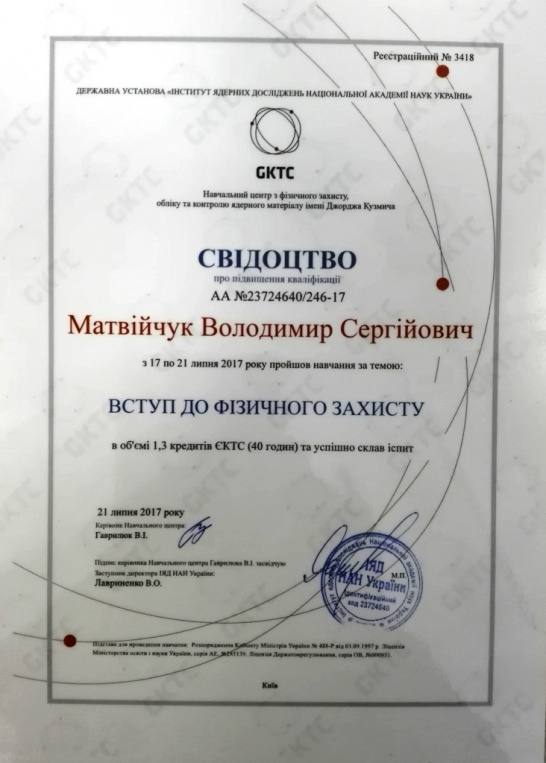 Реєстраційний № 3418
ДЕРЖАВНА УСТАНОВА «ІНСТИТУТ ЯДЕРНИХ ДОСЛІДЖЕНЬ НАЦІОНАЛЬНОЇ АКАДЕМІЇ НАУК УКРАЇНИ»
GKTC
Навчальний центр з фізичного захисту,
обліку та контролю ядерного матеріалу імені Джорджа Кузмича
СВІДОЦТВО
про підвищення кваліфікації
АА №23724640/246-17
Матвійчук Володимир Сергійович
з 17 по 21 липня 2017 року пройшов навчання за темою:
ВСТУП ДО ФІЗИЧНОГО ЗАХИСТУ
в об'ємі 1,3 кредитів ЄКТС (40 годин) та успішно склав іспит
21 липня 2017 року
Керівник Навчального центра:
Гаврилюк В.І.
Підпис керівника Навчального центра Гаврилюка В.І. засвідчую
Заступник директора ІЯД НАН України:
Лавриненко В.О.
М.П.
ІЯД
НАН України
ідентифікаційний
код 23724640
Підстава для проведення навчання: Розпорядження Кабінету Міністрів України № 488-Р від 03.09.1997 р. Ліцензія
Міністерства освіти і науки України, серія АЕ, Ліцензія Держатомрегулювання, серія ОВ,
Київ